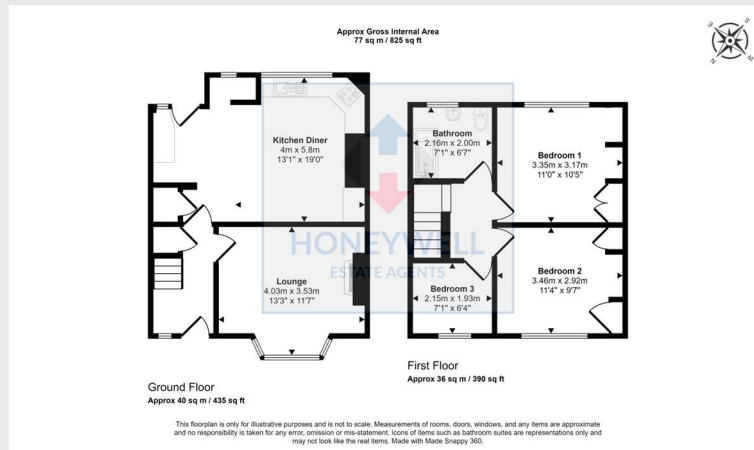 Approx Gross Internal Area
77 sq m / 825 sq ft
N
E
S
W
Kitchen Diner
4m x 5.8m
13'1" x 19'0"
Lounge
4.03m x 3.53m
13'3" x 11'7"
Bathroom
2.16m x 2.00m
7'1" x 6'7"
Bedroom 1
3.35m x 3.17m
11'0" x 10'5"
Bedroom 2
3.46m x 2.92m
11'4" x 9'7"
Bedroom 3
2.15m x 1.93m
7'1" x 6'4"
HONEYWELL
ESTATE AGENTS
Ground Floor
Approx 40 sq m / 435 sq ft
First Floor
Approx 36 sq m / 390 sq ft
This floorplan is only for illustrative purposes and is not to scale. Measurements of rooms, doors, windows, and any items are approximate
and no responsibility is taken for any error, omission or mis-statement. Icons of items such as bathroom suites are representations only and
may not look like the real items. Made with Made Snappy 360.